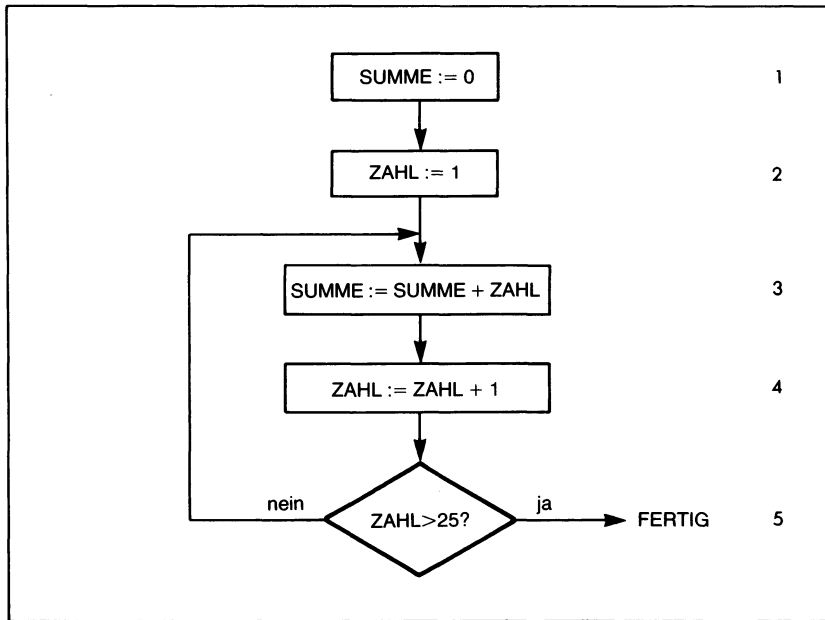 SUMME := 0 1
ZAHL := 1 2
SUMME := SUMME + ZAHL 3
ZAHL := ZAHL + 1 4
nein ZAHL>25? ja FERTIG 5